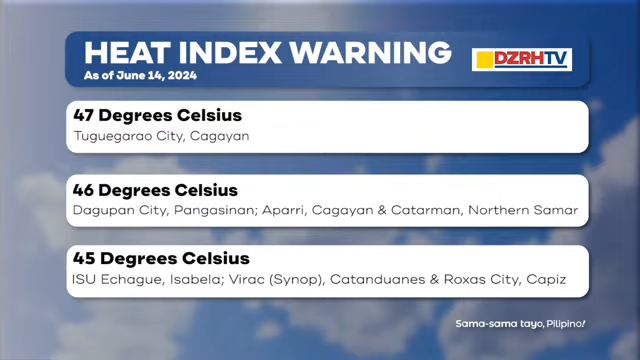 HEAT INDEX WARNING
As of June 14, 2024
DZRHTV
47 Degrees Celsius
Tuguegarao City, Cagayan
46 Degrees Celsius
Dagupan City, Pangasinan; Aparri, Cagayan & Catarman, Northern Samar
45 Degrees Celsius
ISU Echague, Isabela; Virac (Synop), Catanduanes & Roxas City, Capiz
Sama-sama tayo, Pilipino!